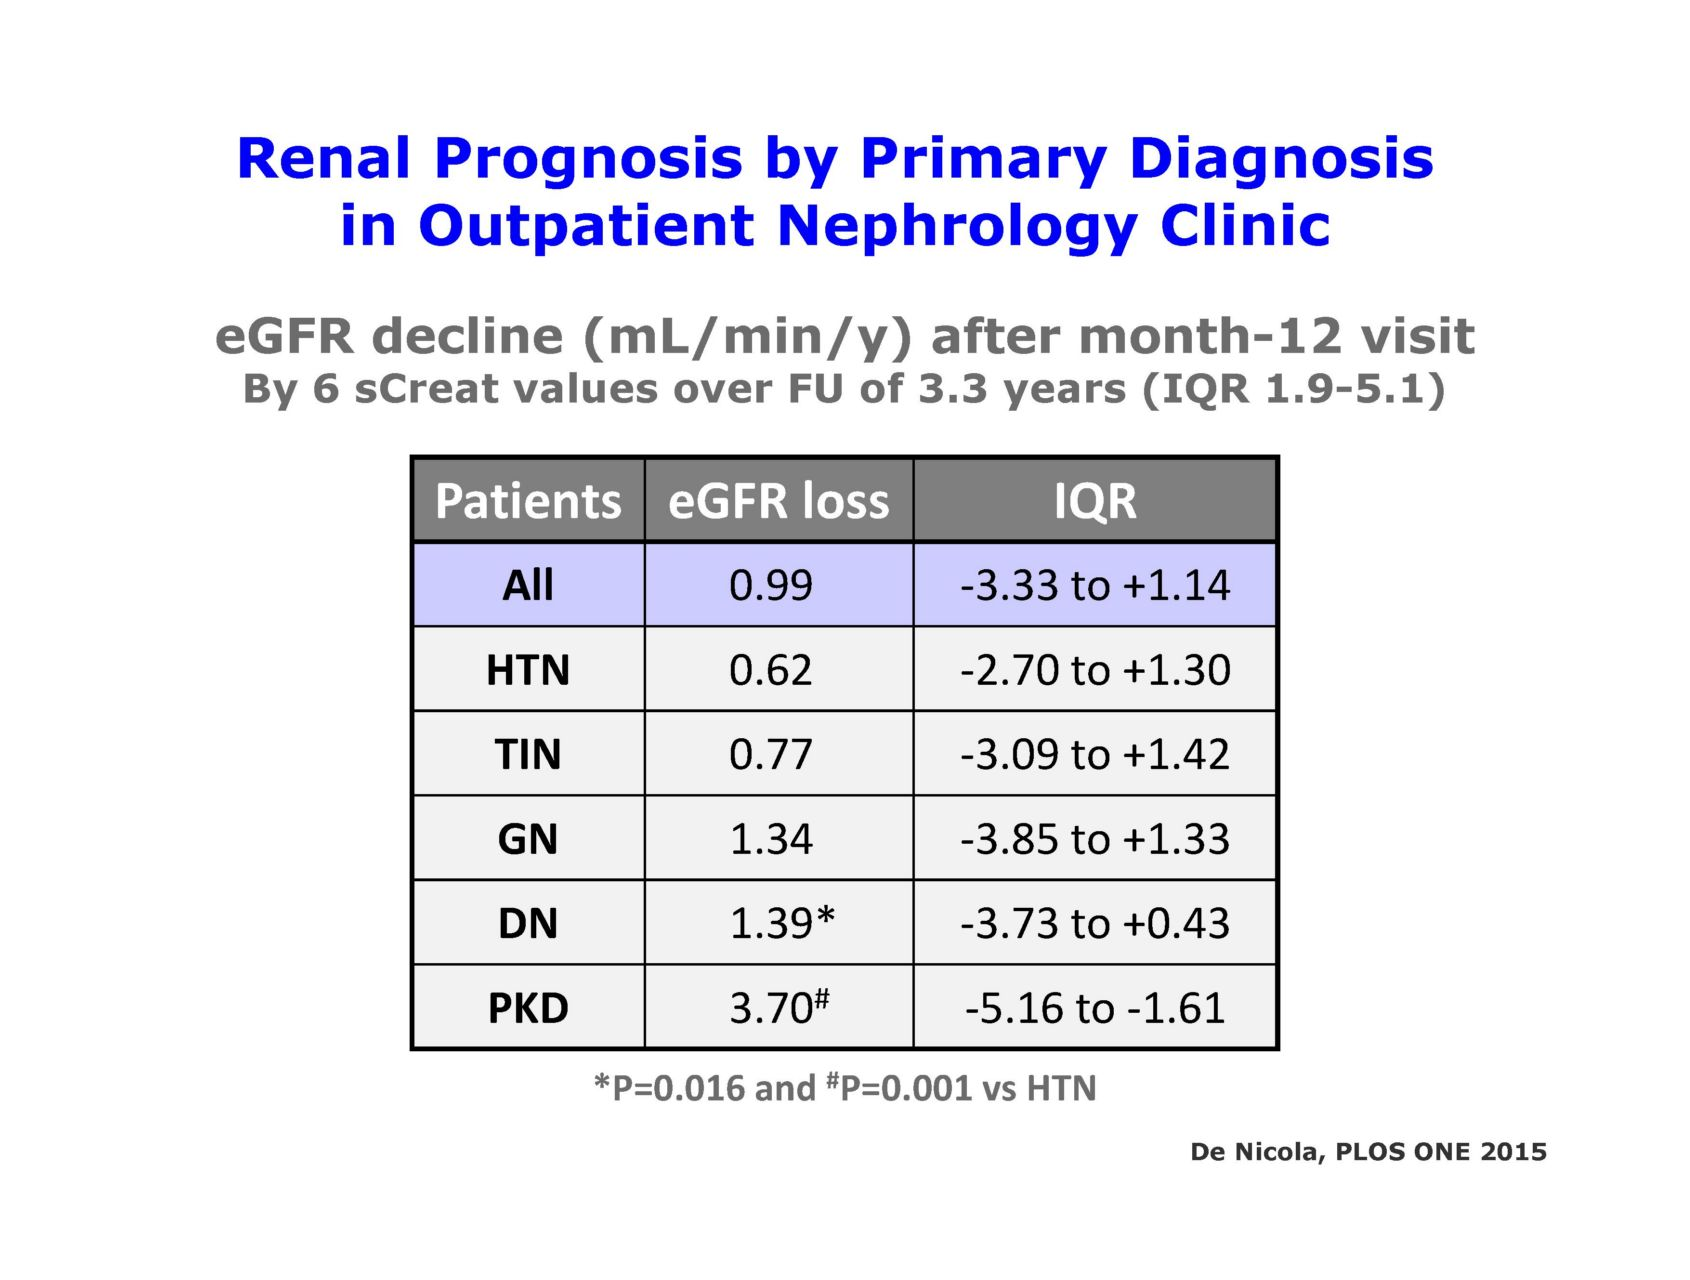 Renal Prognosis by Primary Diagnosis
in Outpatient Nephrology Clinic
eGFR decline (mL/min/y) after month-12 visit
By 6 sCreat values over FU of 3.3 years (IQR 1.9-5.1)
Patients eGFR loss IQR
All 0.99 -3.33 to +1.14
HTN 0.62 -2.70 to +1.30
TIN 0.77 -3.09 to +1.42
GN 1.34 -3.85 to +1.33
DN 1.39* -3.73 to +0.43
PKD 3.70# -5.16 to -1.61
*P=0.016 and #P=0.001 vs HTN
De Nicola, PLOS ONE 2015